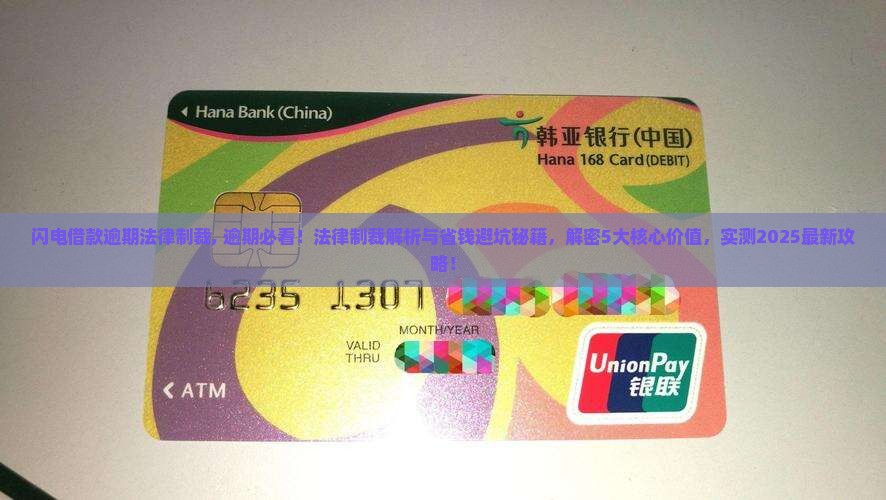 Hana Bank (China)
韩亚银行(中国)
Hana 168 Card(DEBIT)
闪电借款逾期法律制裁, 逾期必看！法律制裁解析与省钱避坑秘籍，解密5大核心价值，实测2025最新攻
略！
6235 1307
MONTH/YEAR
VALID
THRU
ATM
UnionPay
银联